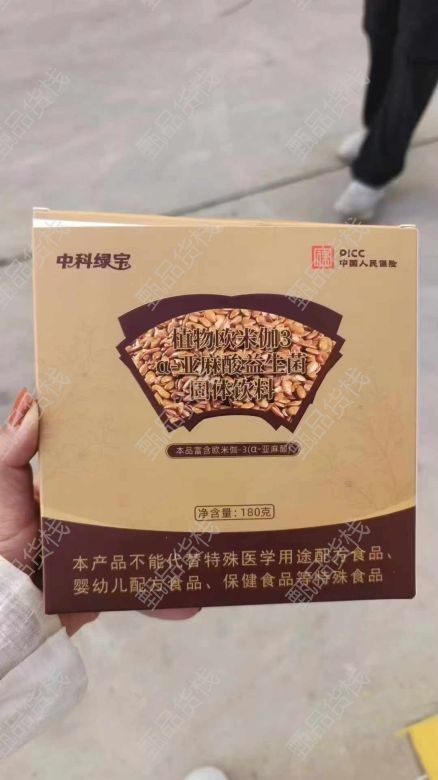 中科绿宝
PICC
中国人民保险
植物欧米伽3
α-亚麻酸益生菌
固体饮料
本品富含欧米伽-3(α-亚麻酸)
净含量:180克
本产品不能代替特殊医学用途配方食品、
婴幼儿配方食品、保健食品等特殊食品
甄品货栈